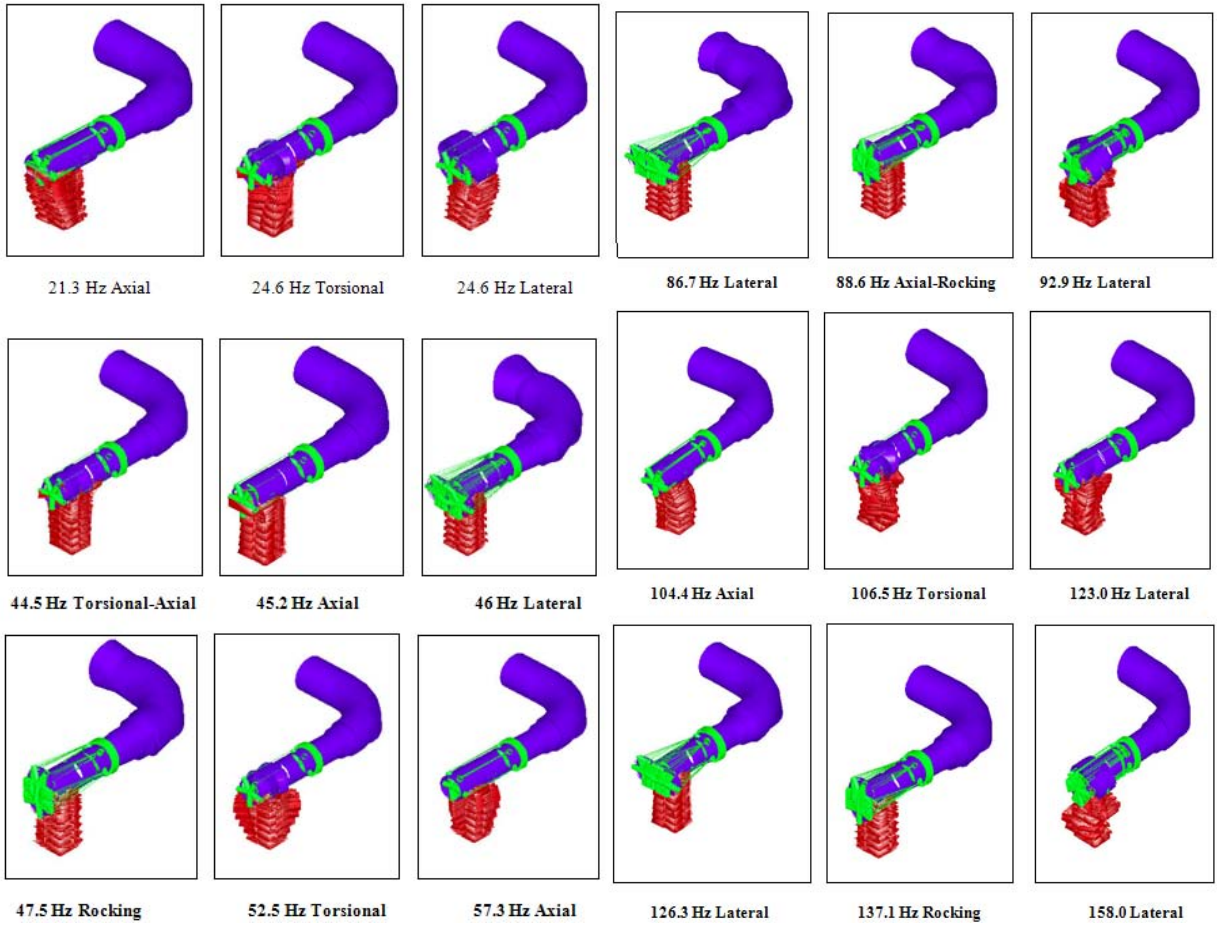 21.3 Hz Axial
24.6 Hz Torsional
24.6 Hz Lateral
86.7 Hz Lateral
88.6 Hz Axial-Rocking
92.9 Hz Lateral
44.5 Hz Torsional-Axial
45.2 Hz Axial
46 Hz Lateral
104.4 Hz Axial
106.5 Hz Torsional
123.0 Hz Lateral
47.5 Hz Rocking
52.5 Hz Torsional
57.3 Hz Axial
126.3 Hz Lateral
137.1 Hz Rocking
158.0 Lateral